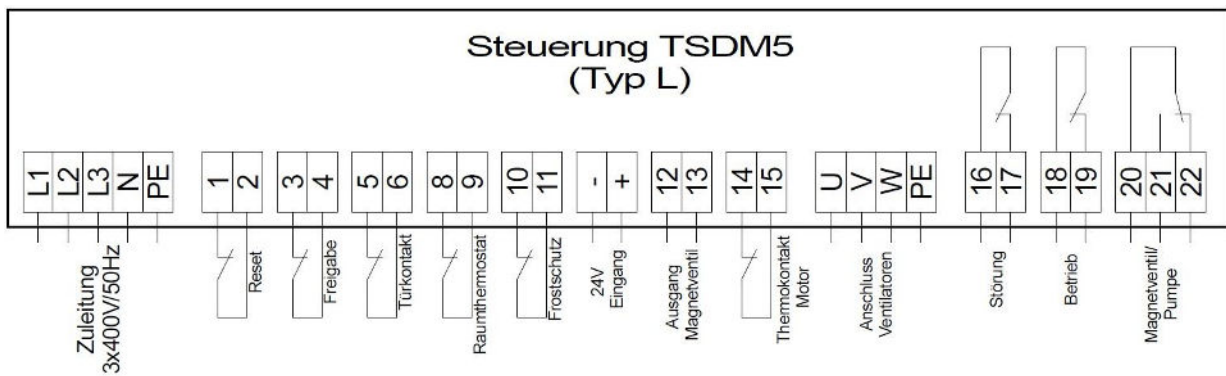 Steuerung TSDM5
(Typ L)
L1 L2 L3 N PE
1 2
3 4
5 6
8 9
10 11
- +
12 13
14 15
U V W PE
16 17
18 19
20 21 22
Zuleitung
3x400V/50Hz
Reset
Freigabe
Türkontakt
Raumthermostat
Frostschutz
24V
Eingang
Ausgang
Magnetventil
Thermokontakt
Motor
Anschluss
Ventilatoren
Störung
Betrieb
Magnetventil/
Pumpe